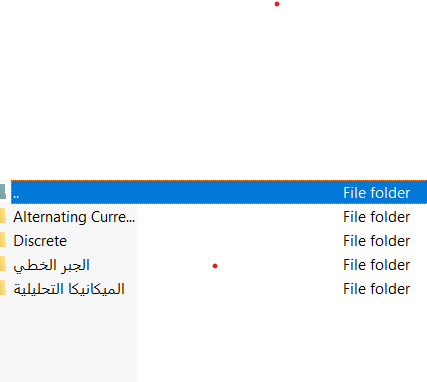 .. File folder
Alternating Curre... File folder
Discrete File folder
الجبر الخطي File folder
الميكانيكا التحليلية File folder